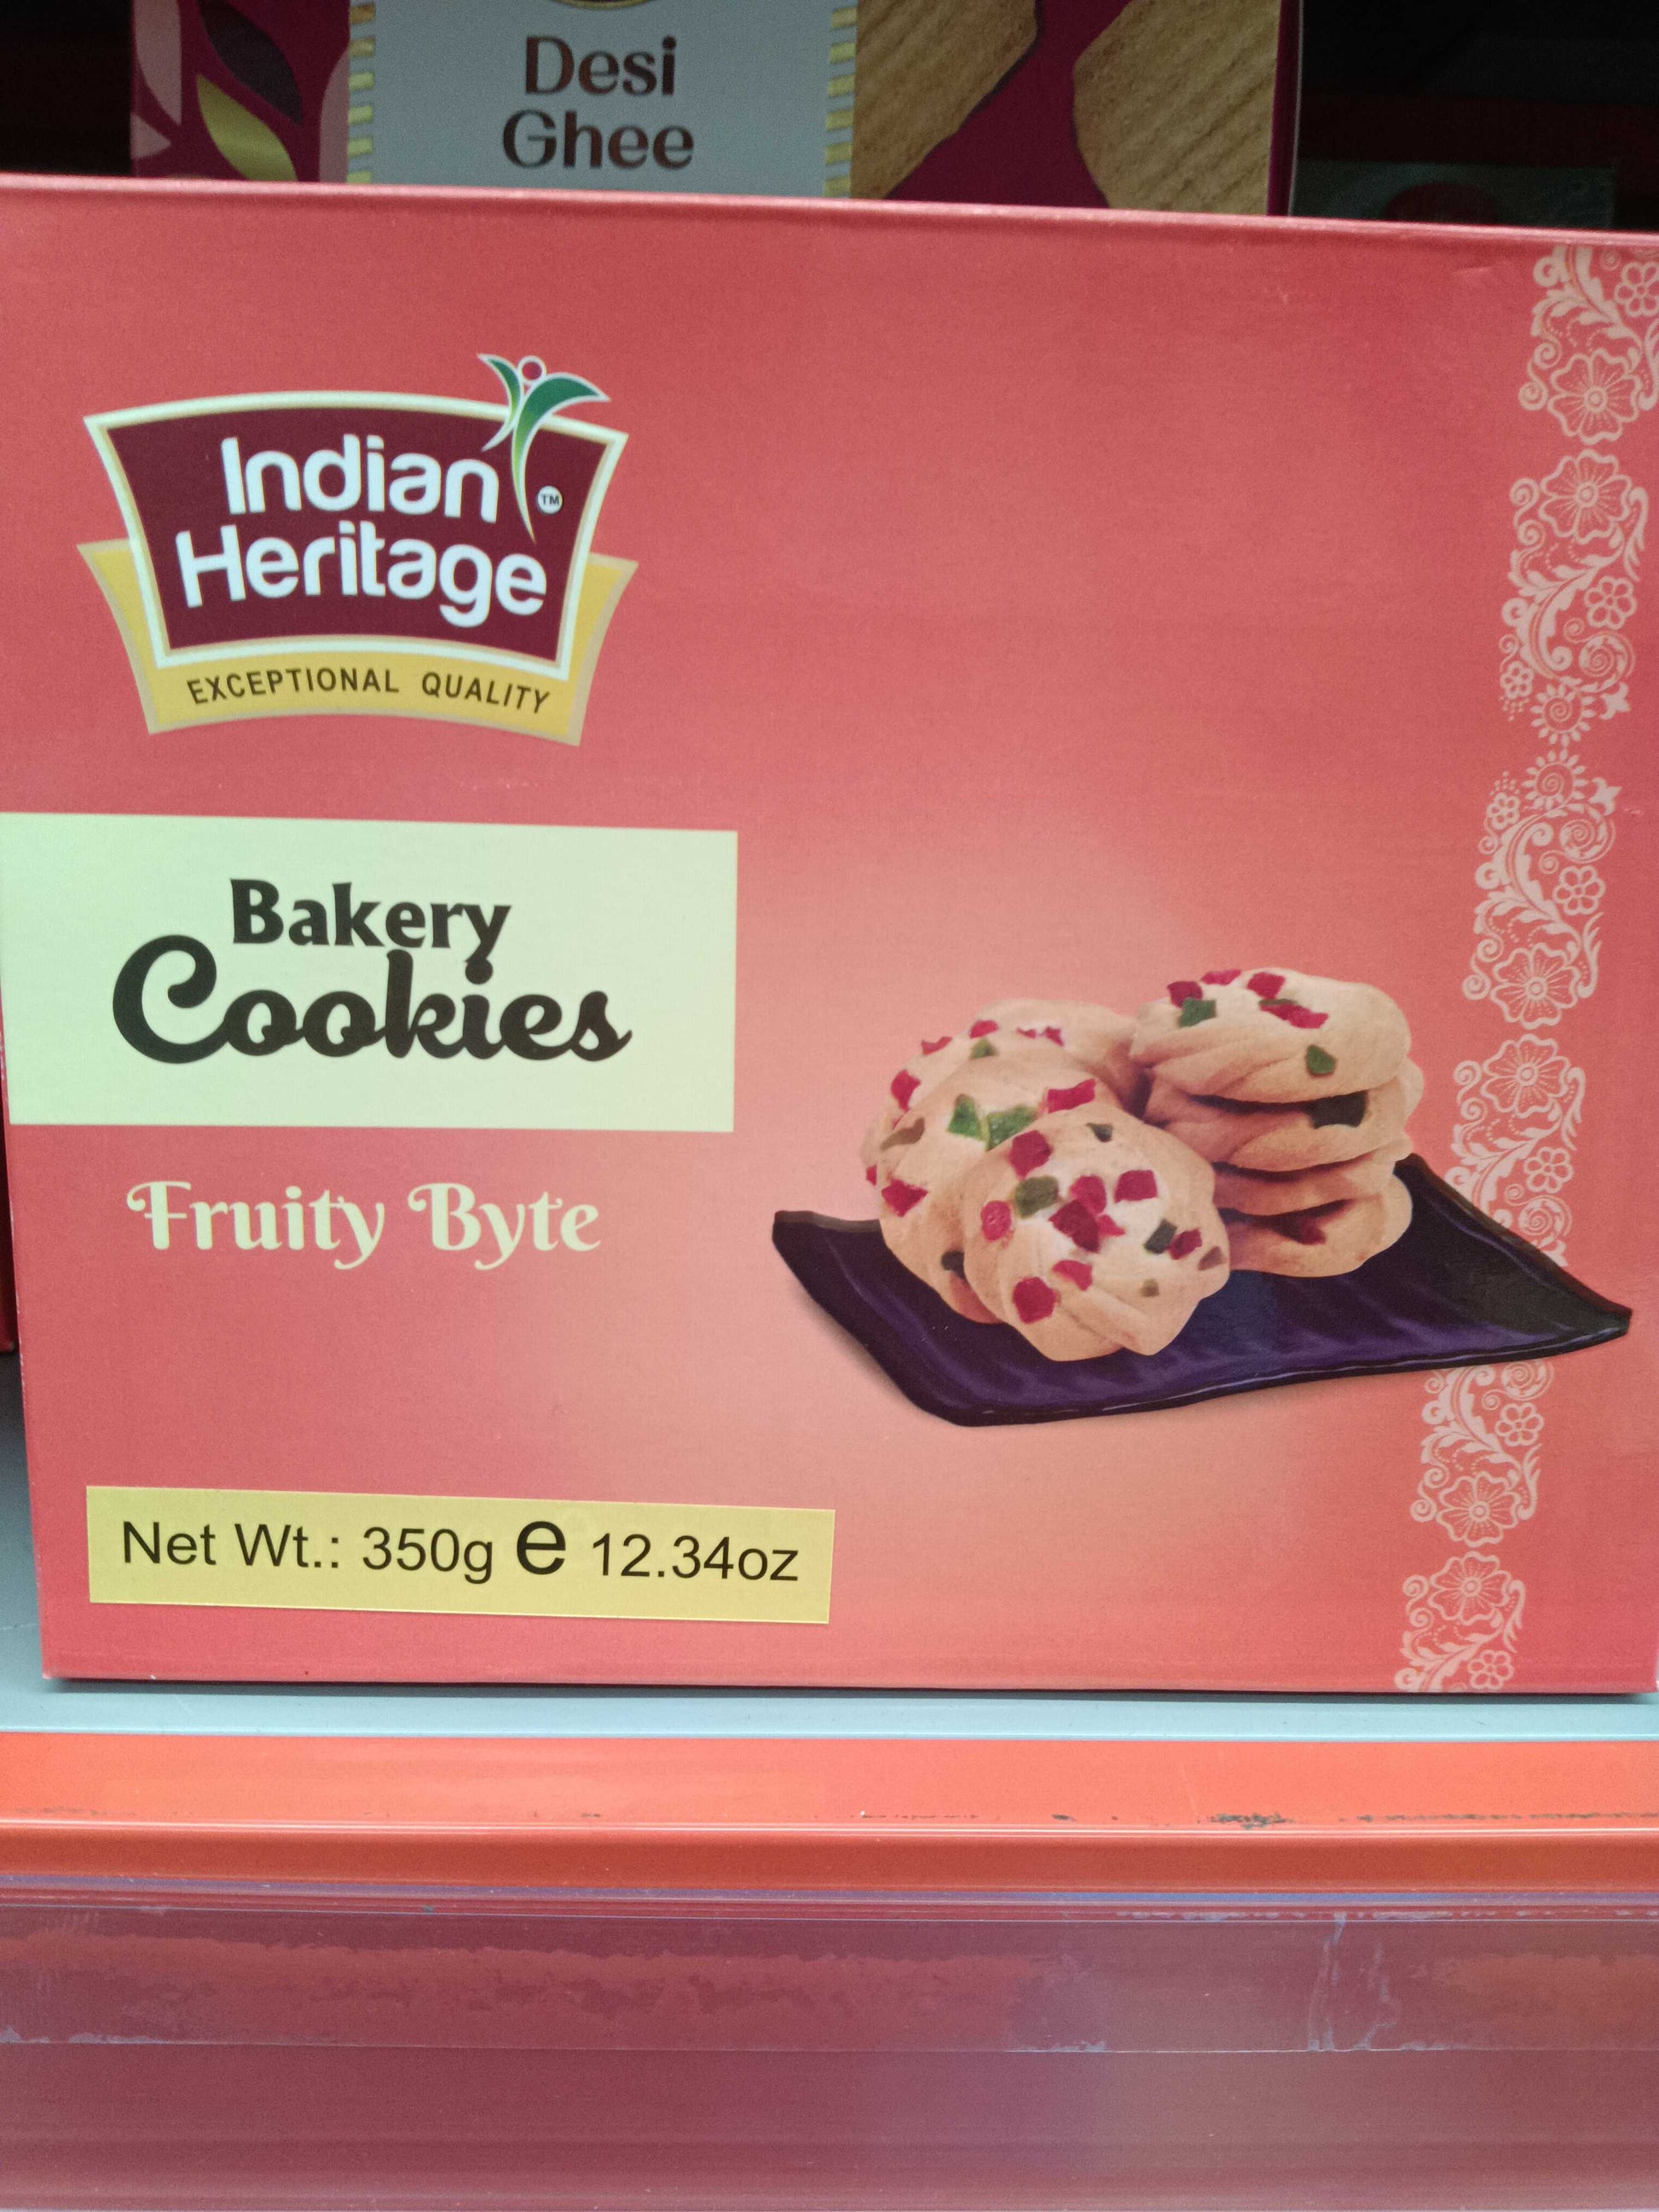 Desi
Ghee
Indian
TM
Heritage
EXCEPTIONAL QUALITY
Bakery
Cookies
Fruity Byte
Net Wt.: 350g e 12.34oz